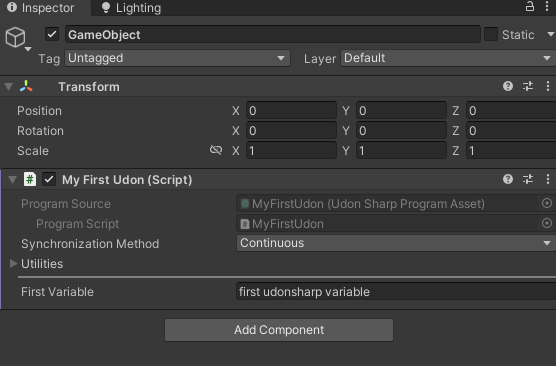 Inspector Lighting
GameObject Static
Tag Untagged Layer Default
Transform
Position X 0 Y 0 Z 0
Rotation X 0 Y 0 Z 0
Scale X 1 Y 1 Z 1
# My First Udon (Script)
Program Source MyFirstUdon (Udon Sharp Program Asset)
Program Script MyFirstUdon
Synchronization Method Continuous
Utilities
First Variable first udonsharp variable
Add Component